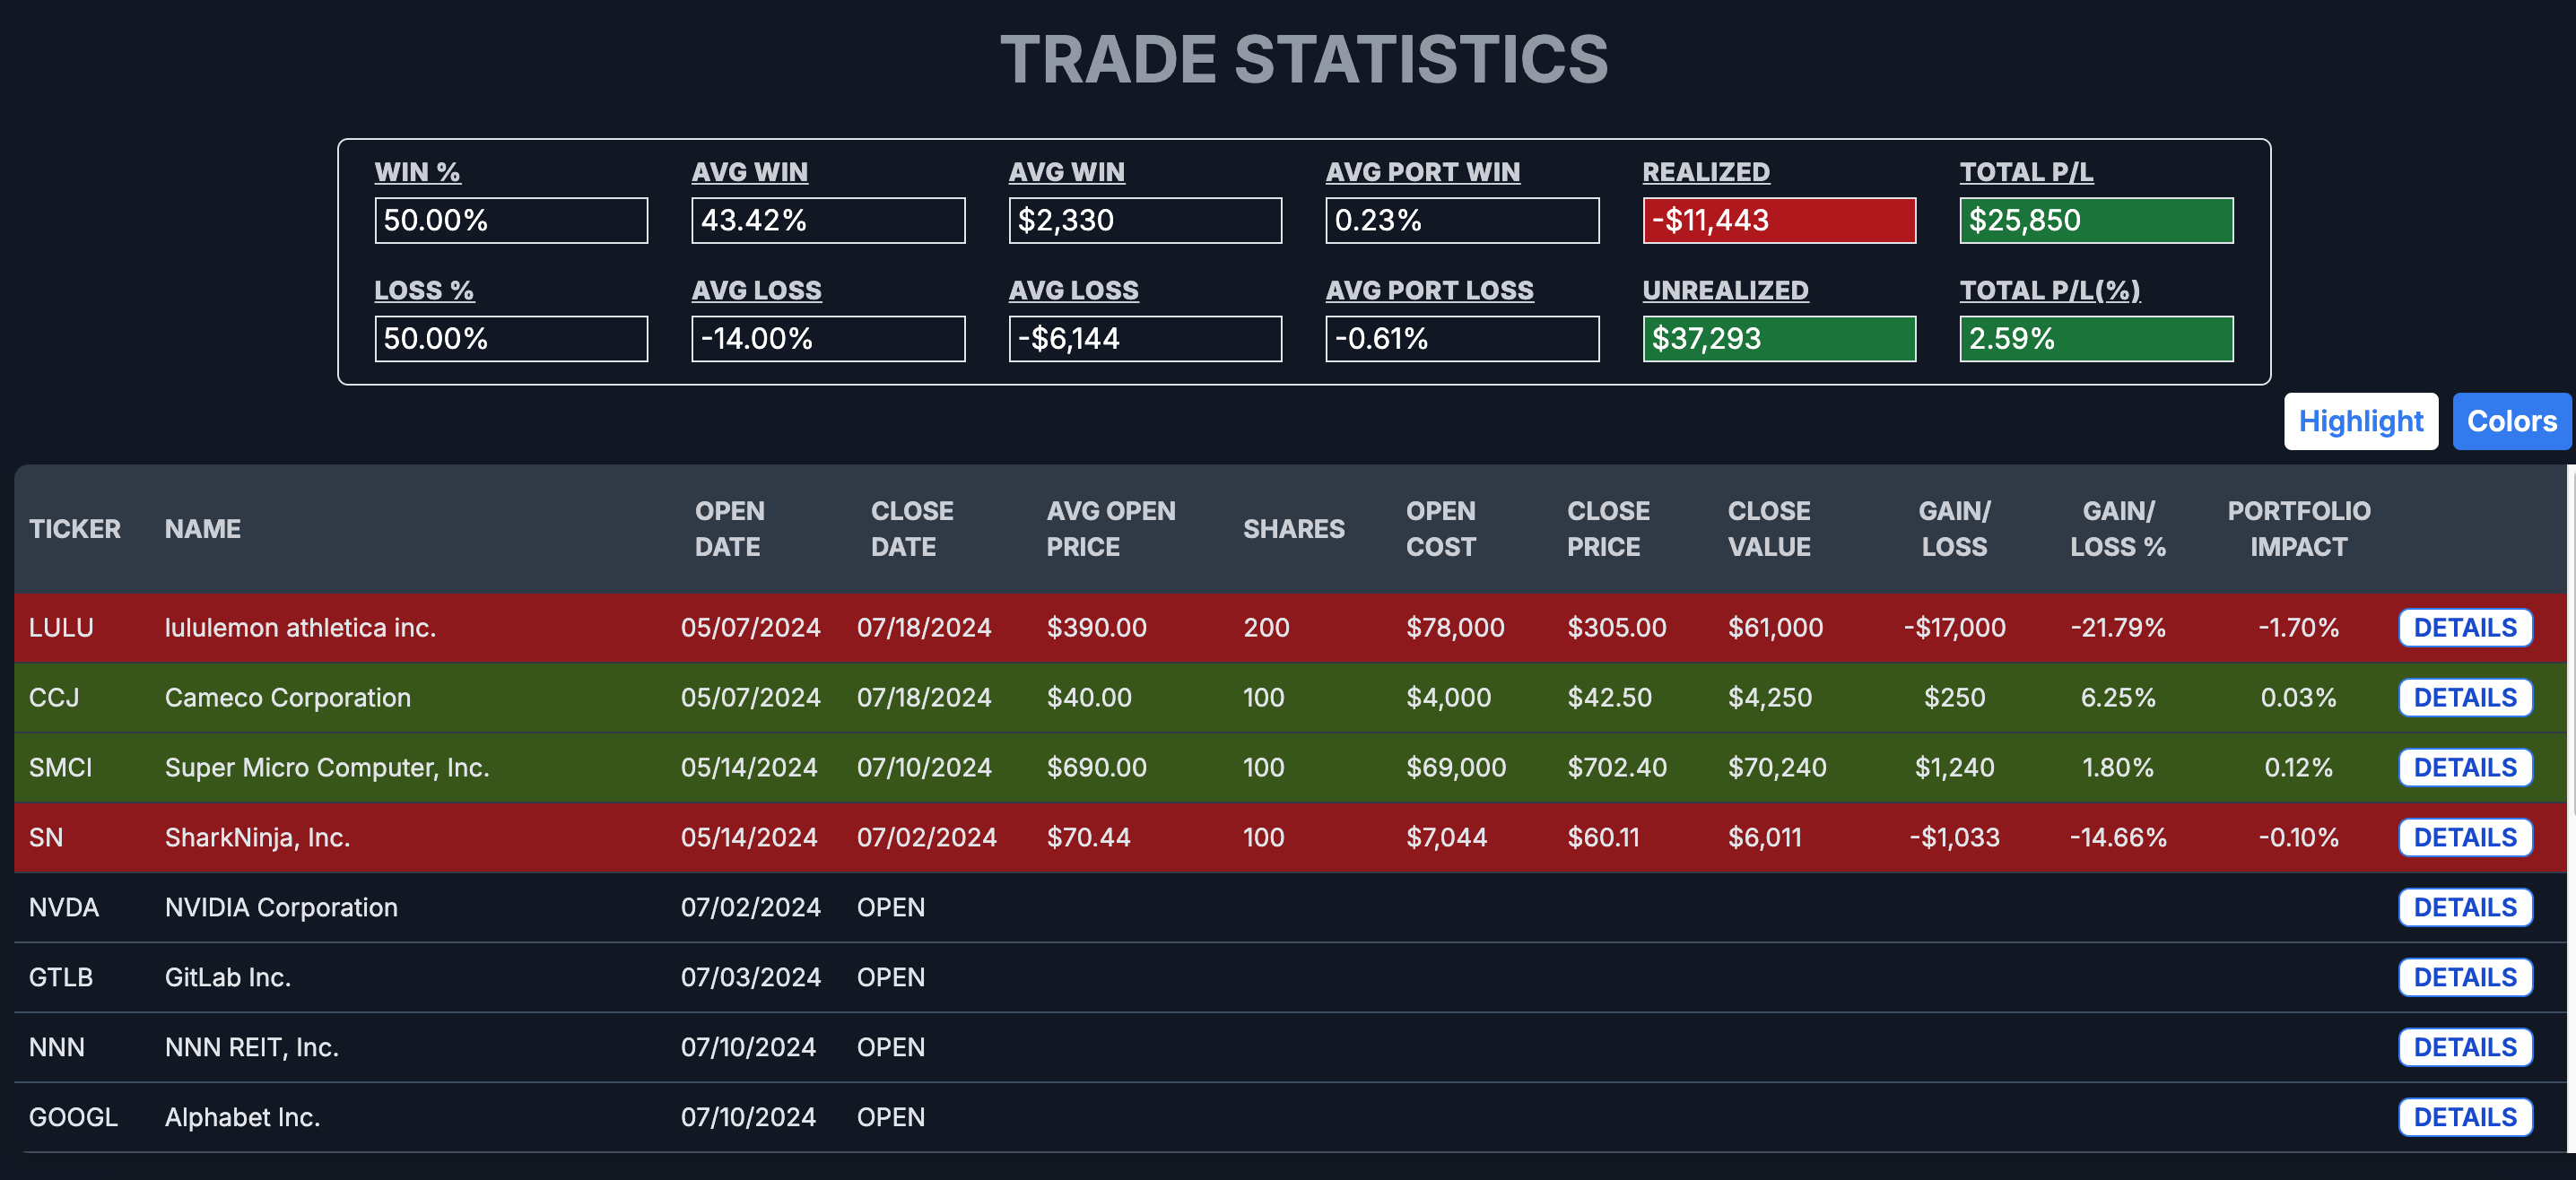 TRADE STATISTICS
WIN % AVG WIN AVG WIN AVG PORT WIN REALIZED TOTAL P/L
50.00% 43.42% $2,330 0.23% -$11,443 $25,850
LOSS % AVG LOSS AVG LOSS AVG PORT LOSS UNREALIZED TOTAL P/L(%)
50.00% -14.00% -$6,144 -0.61% $37,293 2.59%
Highlight Colors
TICKER NAME OPEN DATE CLOSE DATE AVG OPEN PRICE SHARES OPEN COST CLOSE PRICE CLOSE VALUE GAIN/ LOSS GAIN/ LOSS % PORTFOLIO IMPACT
LULU lululemon athletica inc. 05/07/2024 07/18/2024 $390.00 200 $78,000 $305.00 $61,000 -$17,000 -21.79% -1.70% DETAILS
CCJ Cameco Corporation 05/07/2024 07/18/2024 $40.00 100 $4,000 $42.50 $4,250 $250 6.25% 0.03% DETAILS
SMCI Super Micro Computer, Inc. 05/14/2024 07/10/2024 $690.00 100 $69,000 $702.40 $70,240 $1,240 1.80% 0.12% DETAILS
SN SharkNinja, Inc. 05/14/2024 07/02/2024 $70.44 100 $7,044 $60.11 $6,011 -$1,033 -14.66% -0.10% DETAILS
NVDA NVIDIA Corporation 07/02/2024 OPEN DETAILS
GTLB GitLab Inc. 07/03/2024 OPEN DETAILS
NNN NNN REIT, Inc. 07/10/2024 OPEN DETAILS
GOOGL Alphabet Inc. 07/10/2024 OPEN DETAILS